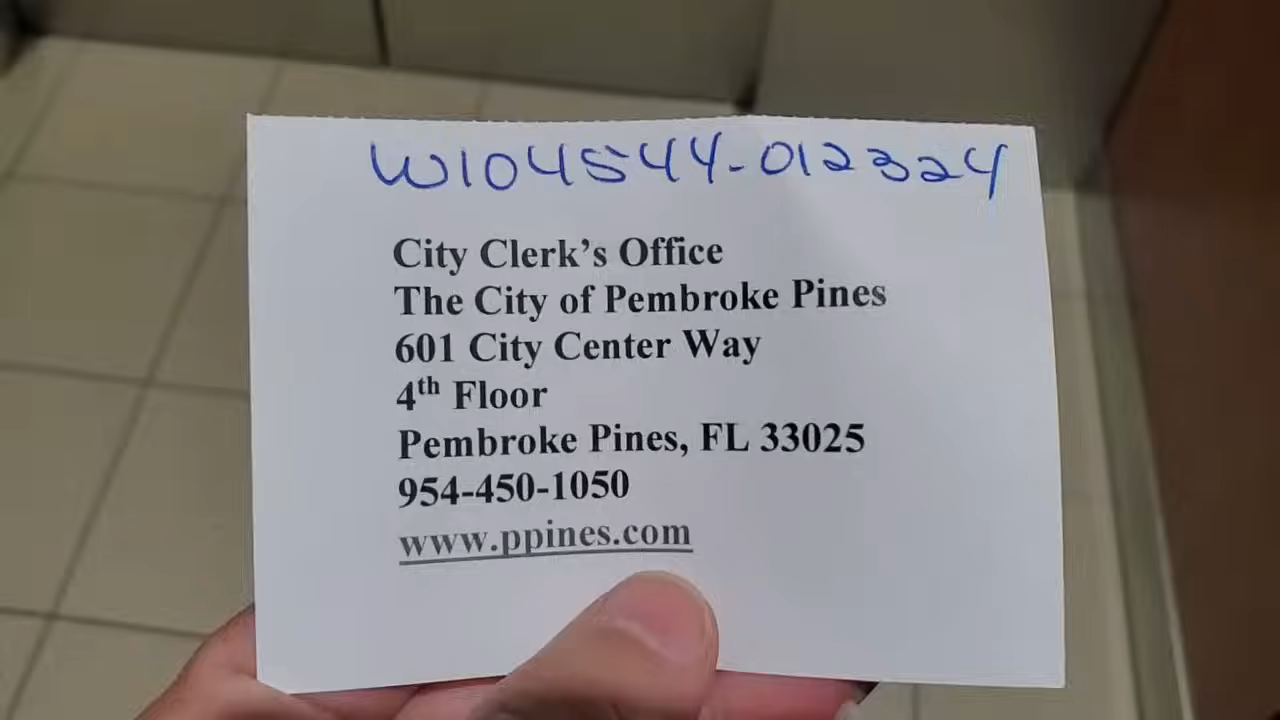 W104544-012324
City Clerk's Office
The City of Pembroke Pines
601 City Center Way
4th Floor
Pembroke Pines, FL 33025
954-450-1050
www.ppines.com